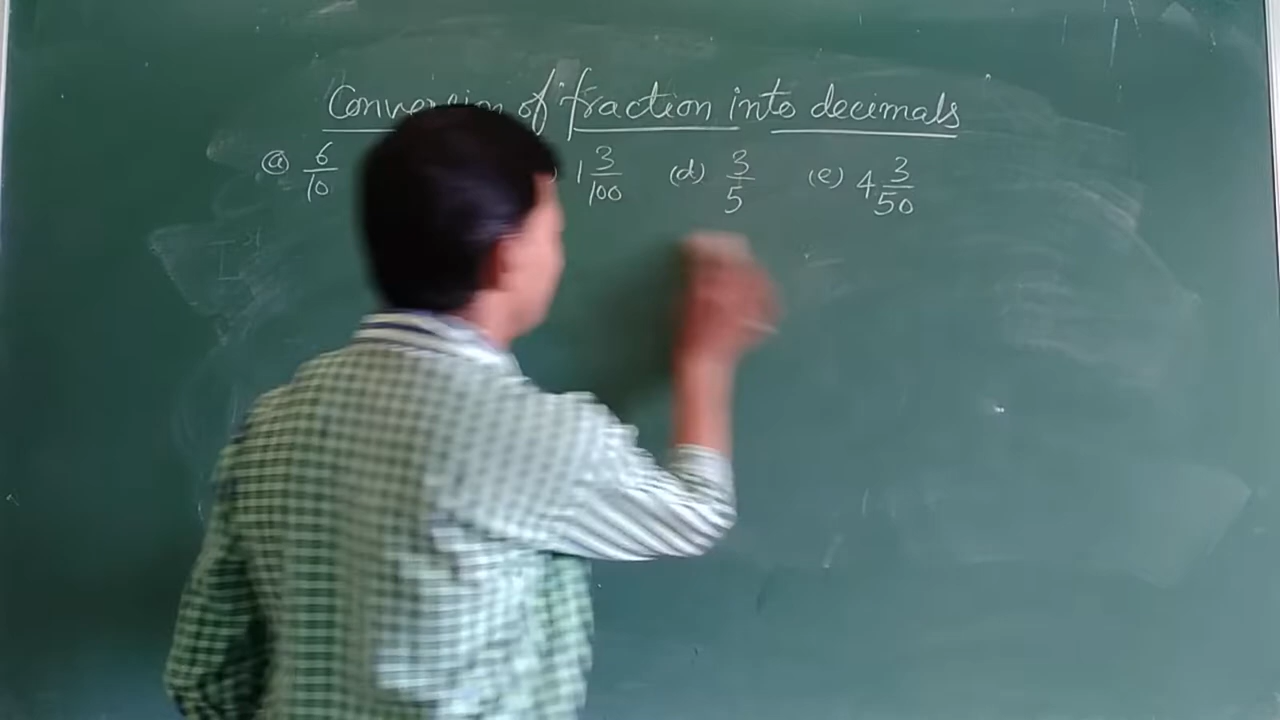 Conversion of fraction into decimals
(a) 6/10 ) 1 3/100 (d) 3/5 (e) 4 3/50